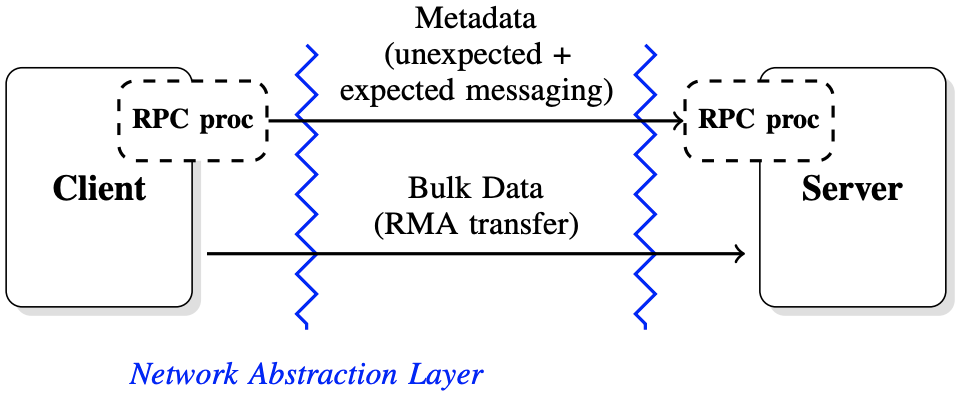 Metadata
(unexpected +
expected messaging)
RPC proc
RPC proc
Client
Bulk Data
(RMA transfer)
Server
Network Abstraction Layer